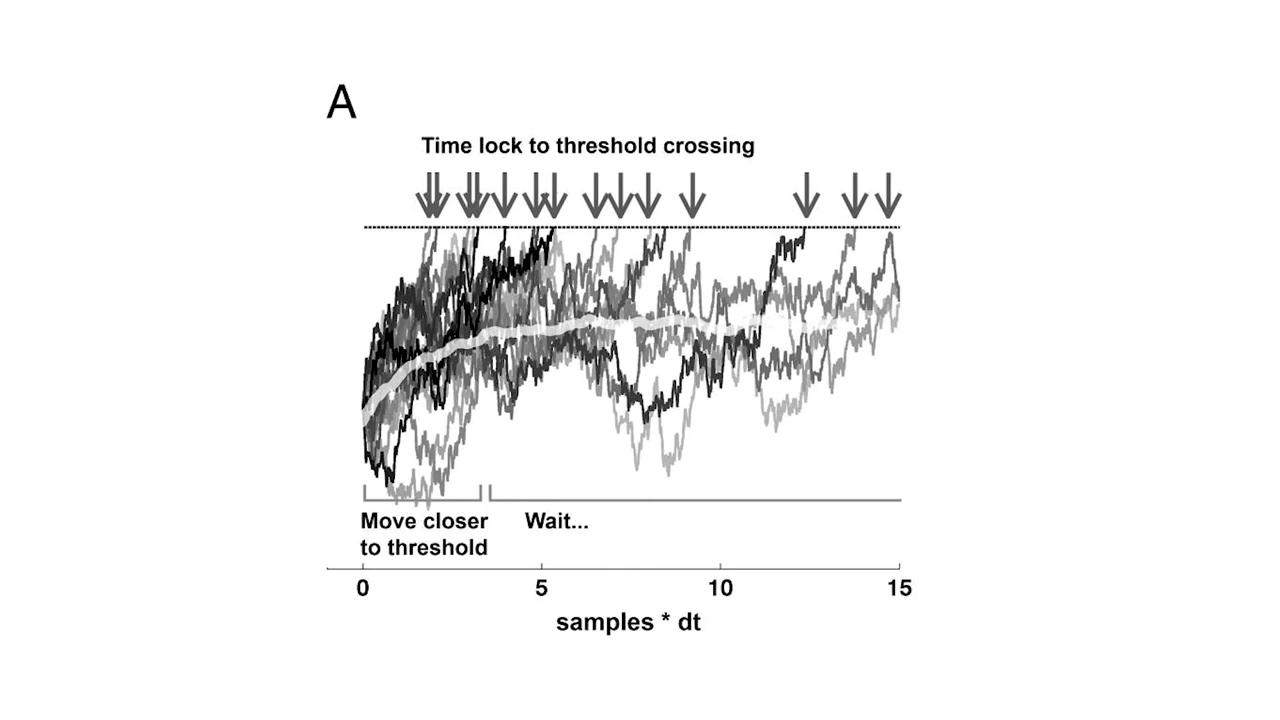 A
Time lock to threshold crossing
Move closer
to threshold
Wait...
0 5 10 15
samples * dt